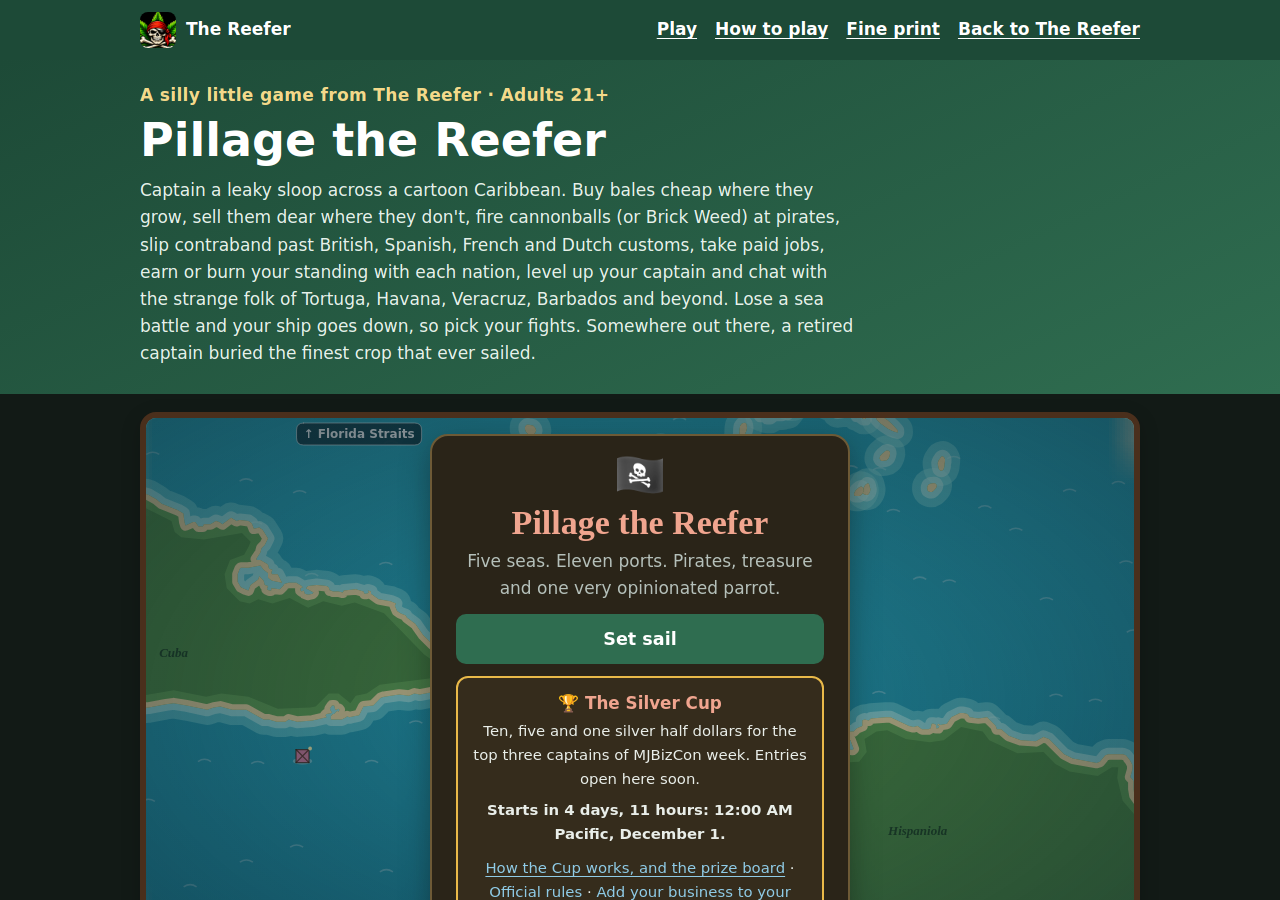 The Reefer
Play How to play Fine print Back to The Reefer
A silly little game from The Reefer · Adults 21+
Pillage the Reefer
Captain a leaky sloop across a cartoon Caribbean. Buy bales cheap where they
grow, sell them dear where they don't, fire cannonballs (or Brick Weed) at pirates,
slip contraband past British, Spanish, French and Dutch customs, take paid jobs,
earn or burn your standing with each nation, level up your captain and chat with
the strange folk of Tortuga, Havana, Veracruz, Barbados and beyond. Lose a sea
battle and your ship goes down, so pick your fights. Somewhere out there, a retired
captain buried the finest crop that ever sailed.
↑ Florida Straits
Pillage the Reefer
Five seas. Eleven ports. Pirates, treasure
and one very opinionated parrot.
Set sail
Cuba
🏆 The Silver Cup
Ten, five and one silver half dollars for the
top three captains of MJBizCon week. Entries
open here soon.
Starts in 4 days, 11 hours: 12:00 AM
Pacific, December 1.
Hispaniola
How the Cup works, and the prize board ·
Official rules · Add your business to your